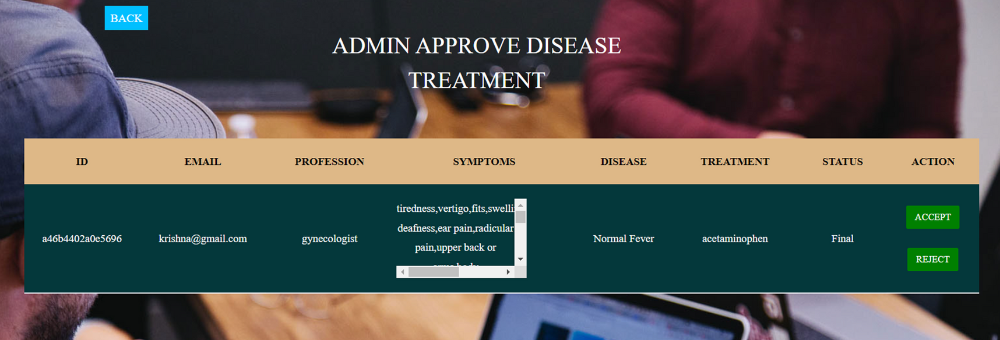 BACK
ADMIN APPROVE DISEASE
TREATMENT
ID EMAIL PROFESSION SYMPTOMS DISEASE TREATMENT STATUS ACTION
a46b4402a0e5696 krishna@gmail.com gynecologist
tiredness,vertigo,fits,swelli
deafness,ear pain,radicular
pain,upper back or
Normal Fever acetaminophen Final
ACCEPT
REJECT